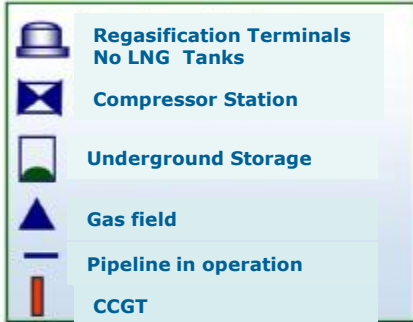 Regasification Terminals
No LNG Tanks
Compressor Station
Underground Storage
Gas field
Pipeline in operation
CCGT